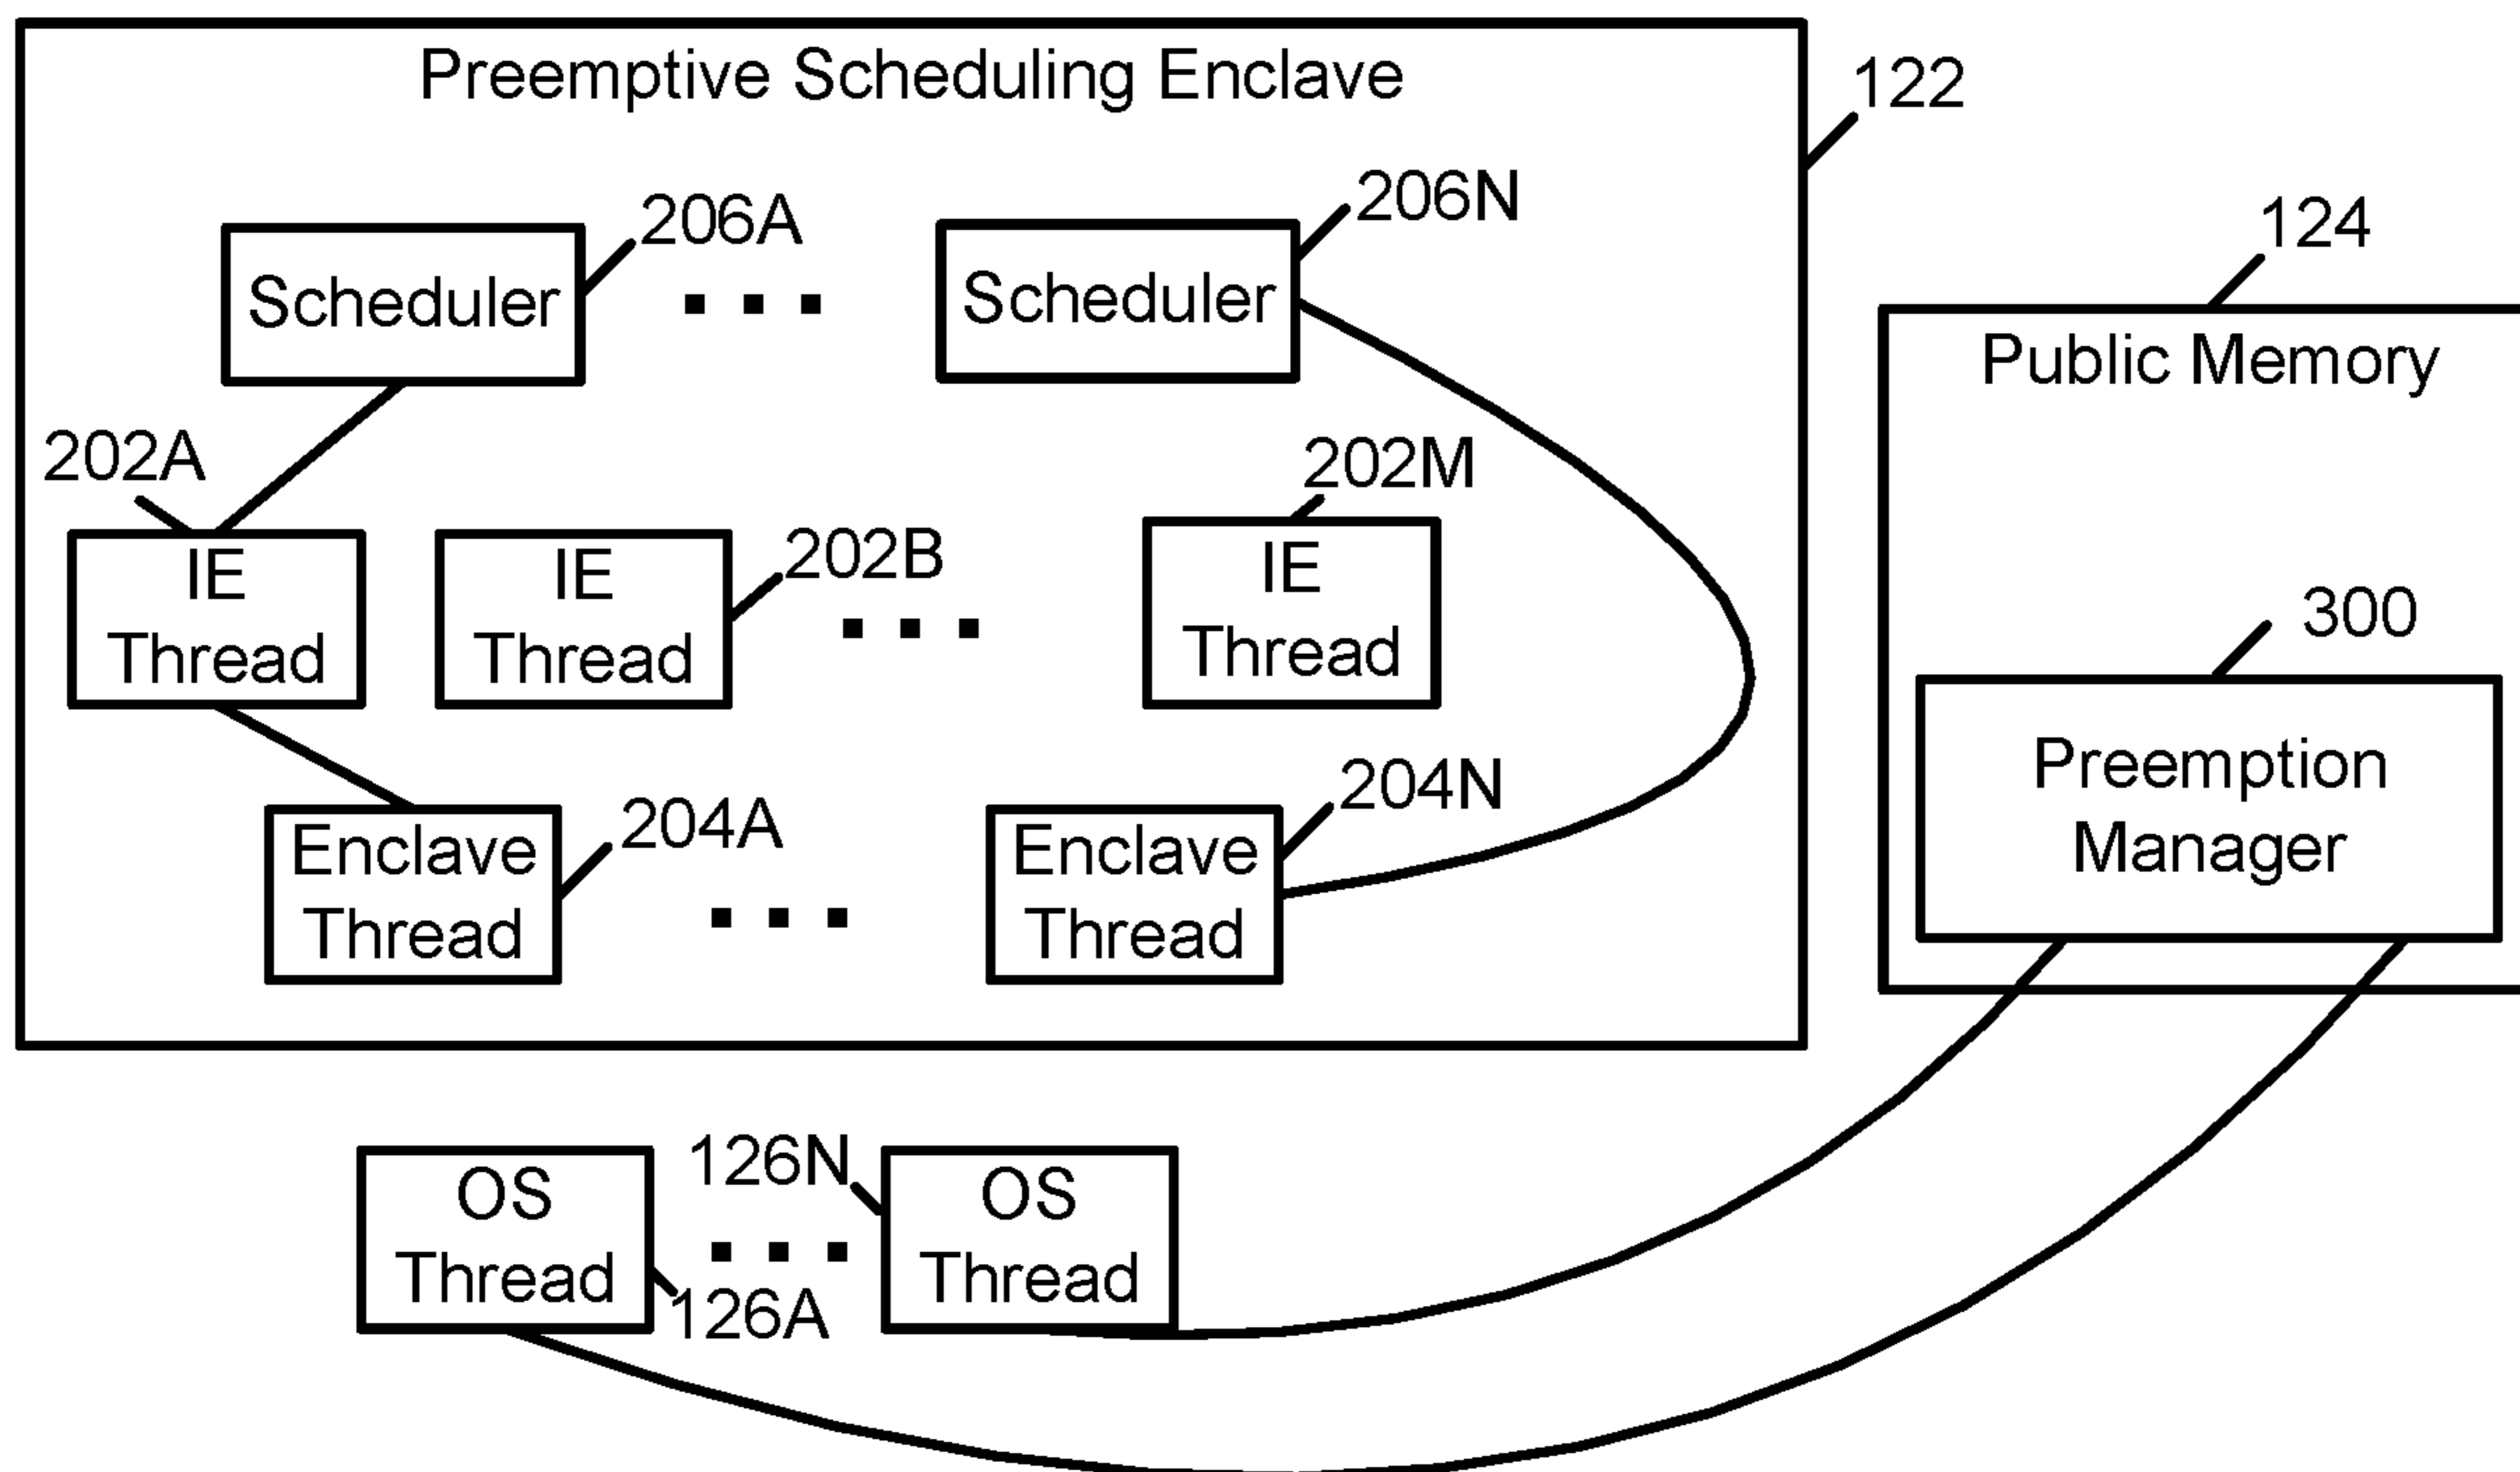 Preemptive Scheduling Enclave
122
206A
206N
124
Scheduler
Scheduler
Public Memory
202A
202M
IE
Thread
IE
Thread
202B
IE
Thread
300
Preemption
Manager
204A
204N
Enclave
Thread
Enclave
Thread
126N
OS
Thread
OS
Thread
126A